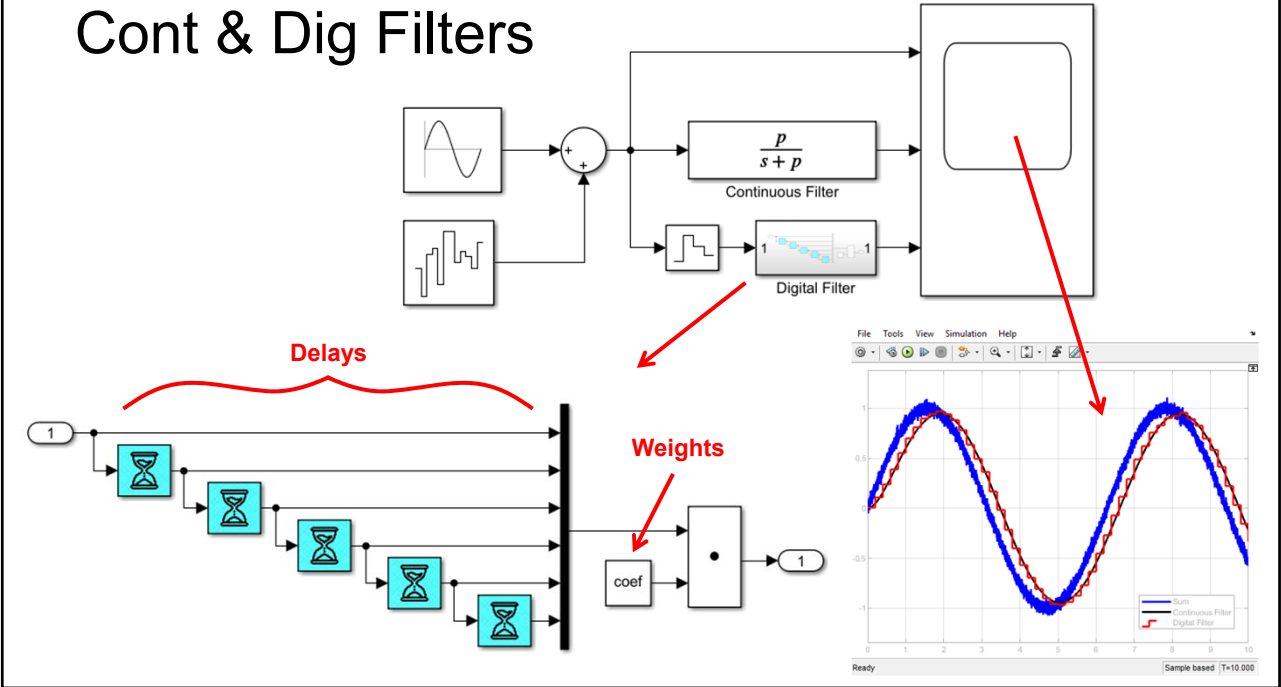 Cont & Dig Filters
+
+
p
s + p
Continuous Filter
1 1
Digital Filter
Delays
1
Weights
coef
1
File Tools View Simulation Help
1
0.5
0
-0.5
-1
Sum
Continuous Filter
Digital Filter
0 1 2 3 4 5 6 7 8 9 10
Ready Sample based T=10.000